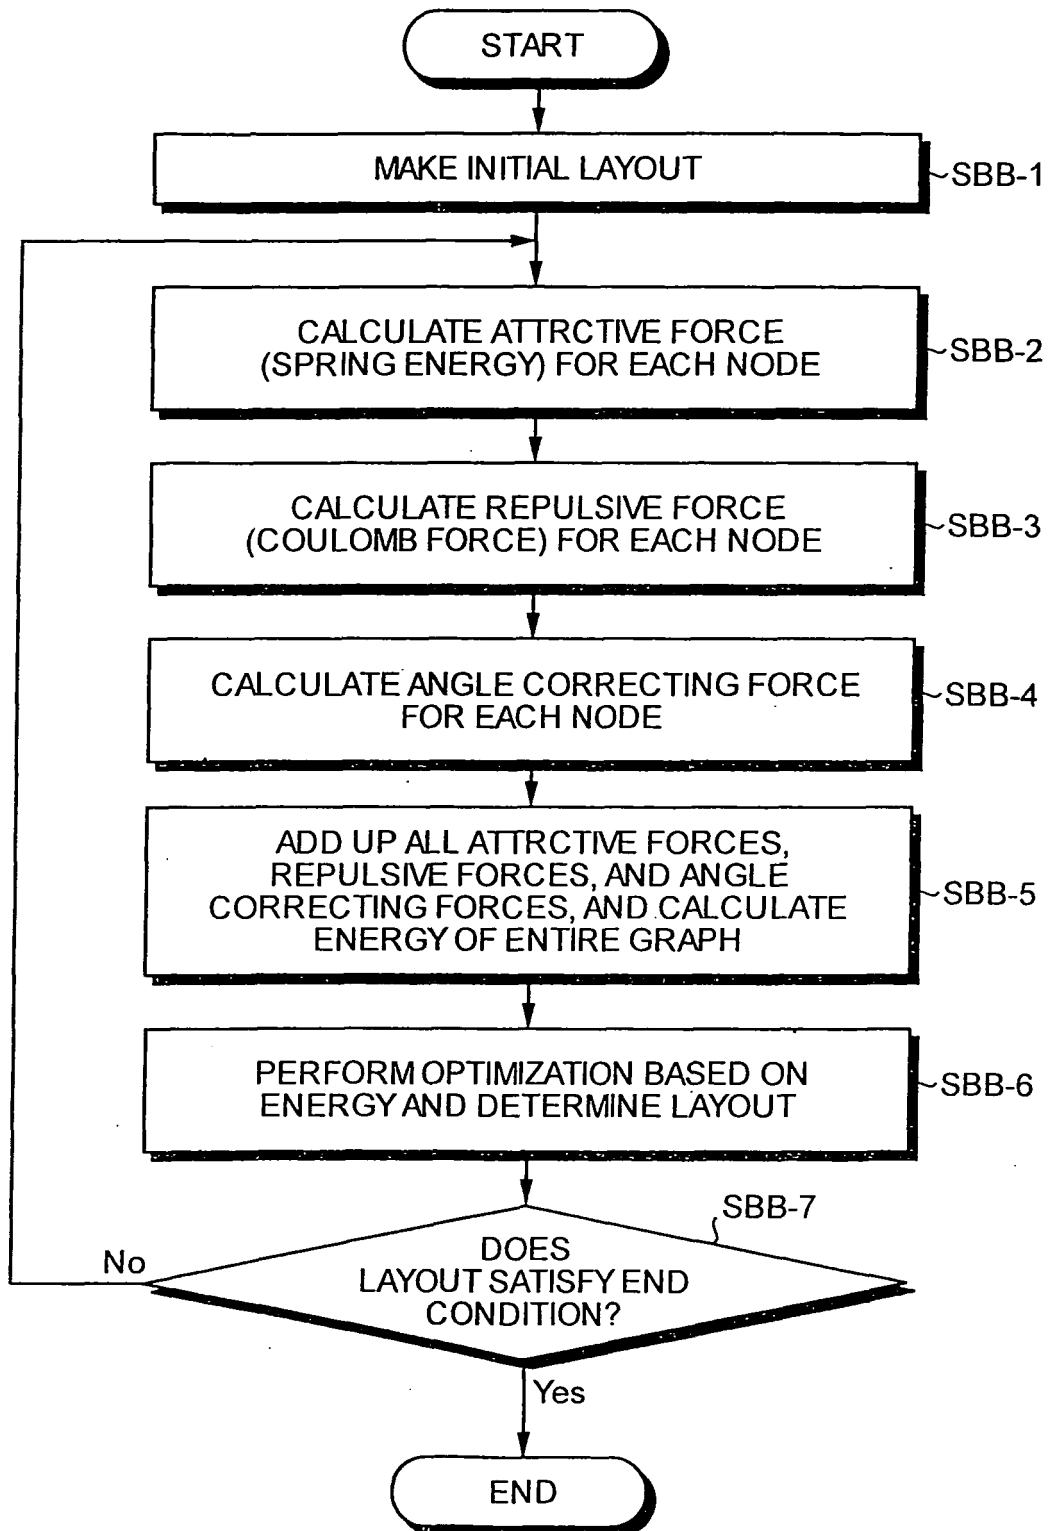 START
MAKE INITIAL LAYOUT
SBB-1
CALCULATE ATTRCTIVE FORCE
(SPRING ENERGY) FOR EACH NODE
SBB-2
CALCULATE REPULSIVE FORCE
(COULOMB FORCE) FOR EACH NODE
SBB-3
CALCULATE ANGLE CORRECTING FORCE
FOR EACH NODE
SBB-4
ADD UP ALL ATTRCTIVE FORCES,
REPULSIVE FORCES, AND ANGLE
CORRECTING FORCES, AND CALCULATE
ENERGY OF ENTIRE GRAPH
SBB-5
PERFORM OPTIMIZATION BASED ON
ENERGY AND DETERMINE LAYOUT
SBB-6
SBB-7
DOES
LAYOUT SATISFY END
CONDITION?
No
Yes
END